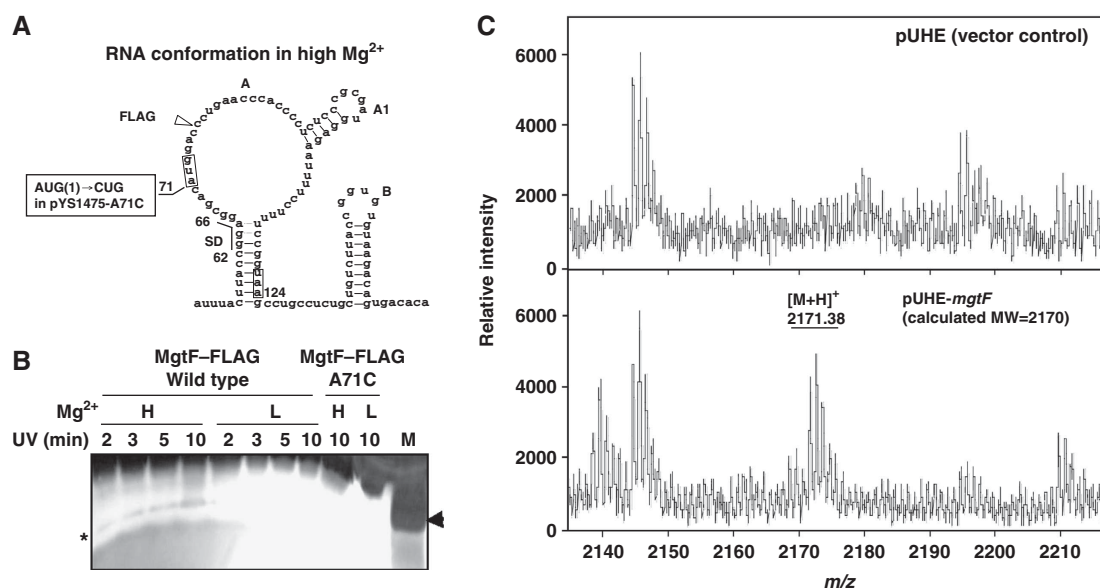 A
RNA conformation in high Mg2+
A
FLAG
A1
71
AUG(1)→CUG
in pYS1475-A71C
66
SD
62
B
124
auuuac
gccugccucugc
gugacaca
B
MgtF–FLAG
Wild type
MgtF–FLAG
A71C
Mg2+
H
L
H
L
UV (min)
2 3 5 10 2 3 5 10 10 10 M
*
C
pUHE (vector control)
6000
4000
2000
0
Relative intensity
[M+H]+
2171.38
pUHE-mgtF
(calculated MW=2170)
6000
4000
2000
0
2140 2150 2160 2170 2180 2190 2200 2210
m/z